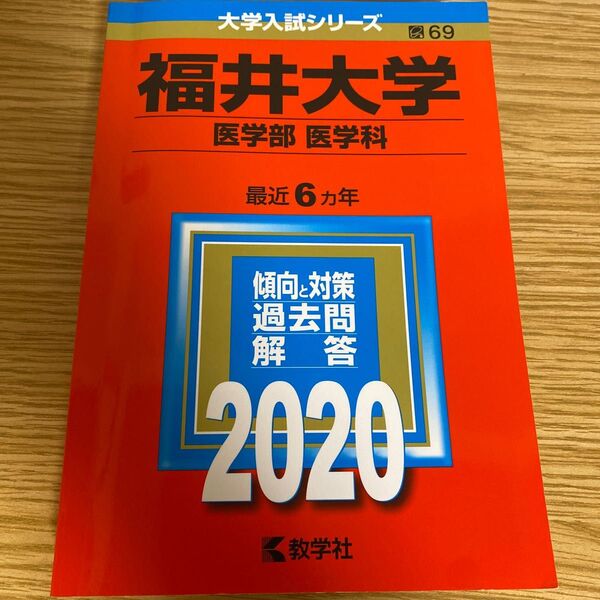 大学入試シリーズ
69
福井大学
医学部 医学科
最近6カ年
傾向と対策
過去問
解答
2020
教学社